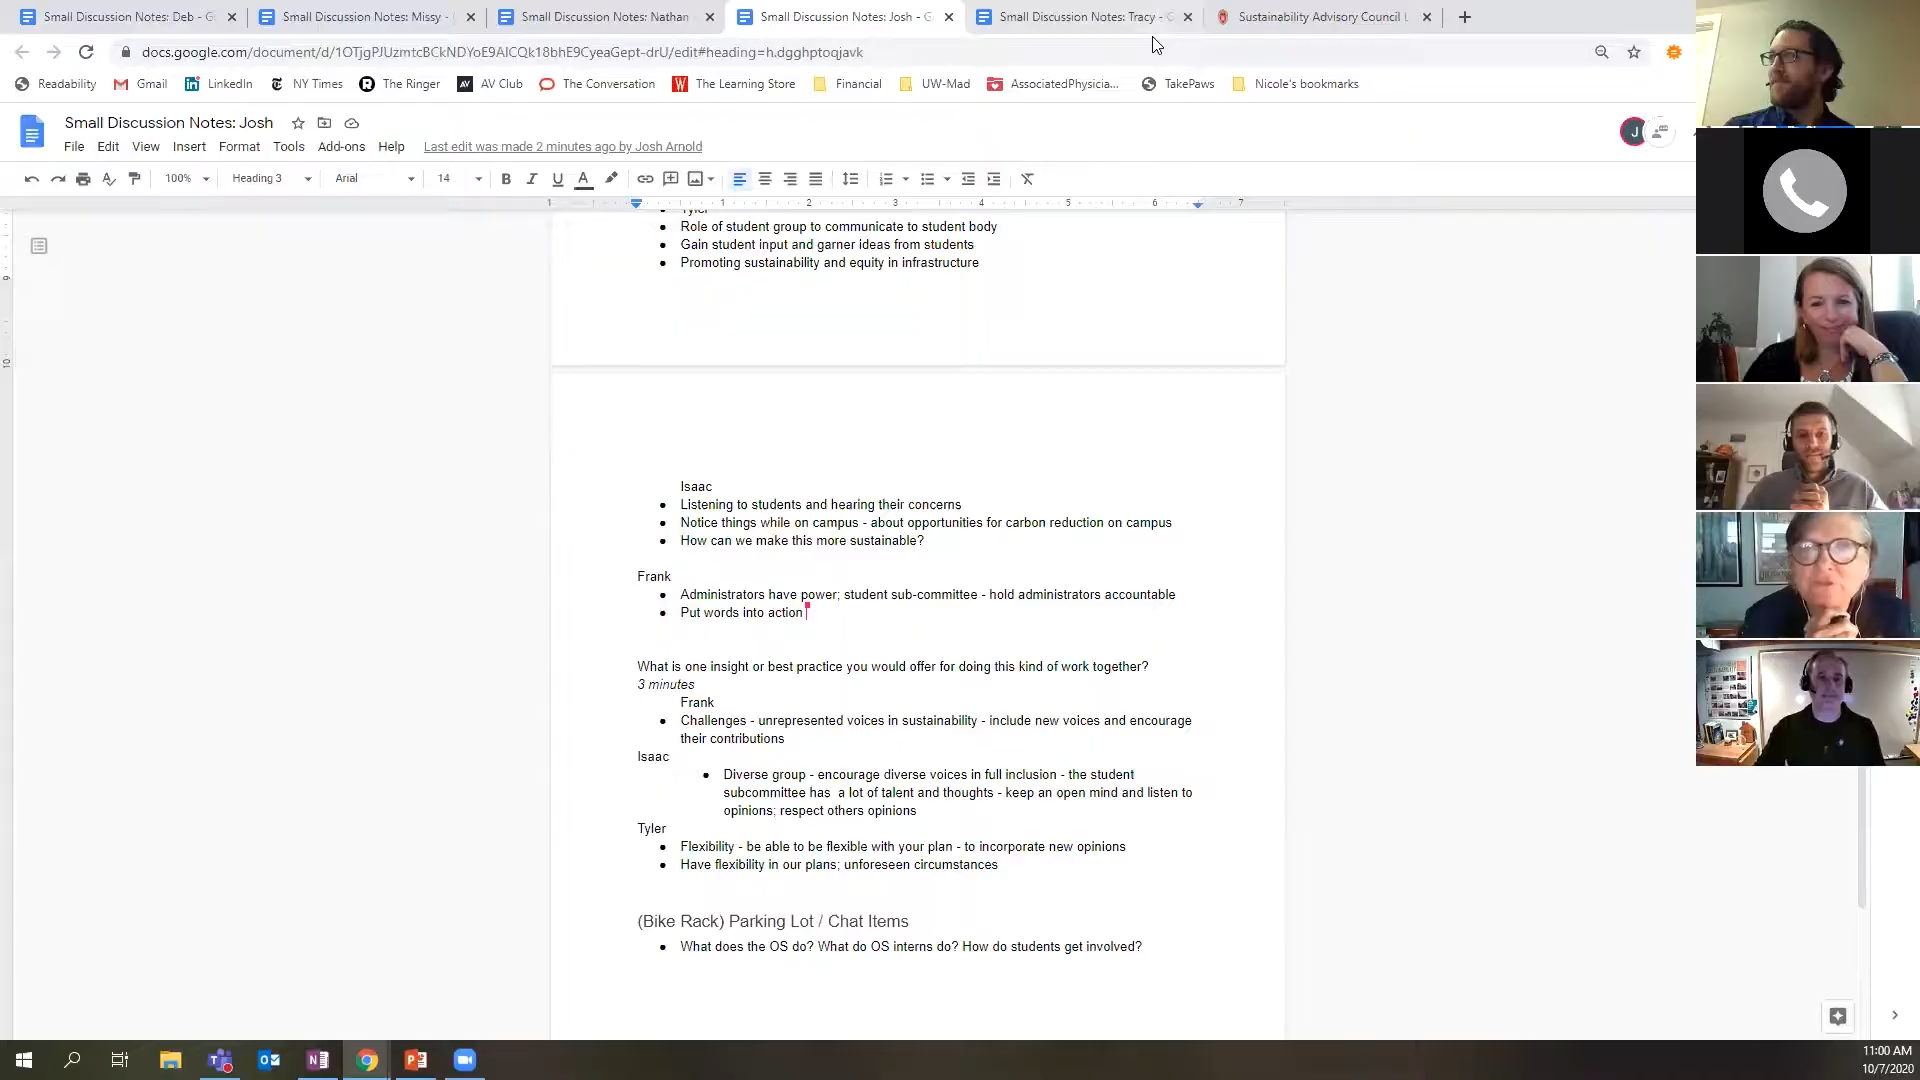 Small Discussion Notes: Deb - G
Small Discussion Notes: Missy -
Small Discussion Notes: Nathan
Small Discussion Notes: Josh - G
Small Discussion Notes: Tracy - G
Sustainability Advisory Council L
docs.google.com/document/d/1OTjgPJUzmtcBCkNDYoE9AlCQk18bhE9CyeaGept-drU/edit#heading=h.dgghptoqjavk
Readability
Gmail
LinkedIn
NY Times
The Ringer
AV Club
The Conversation
The Learning Store
Financial
UW-Mad
AssociatedPhysicia...
TakePaws
Nicole's bookmarks
Small Discussion Notes: Josh
J
File Edit View Insert Format Tools Add-ons Help Last edit was made 2 minutes ago by Josh Arnold
100% Heading 3 Arial 14 B I U A
1 1 2 3 4 5 6 7
Tyler
Role of student group to communicate to student body
Gain student input and garner ideas from students
Promoting sustainability and equity in infrastructure
9
10
Isaac
Listening to students and hearing their concerns
Notice things while on campus - about opportunities for carbon reduction on campus
How can we make this more sustainable?
Frank
Administrators have power; student sub-committee - hold administrators accountable
Put words into action
What is one insight or best practice you would offer for doing this kind of work together?
3 minutes
Frank
Challenges - unrepresented voices in sustainability - include new voices and encourage
their contributions
Isaac
Diverse group - encourage diverse voices in full inclusion - the student
subcommittee has a lot of talent and thoughts - keep an open mind and listen to
opinions; respect others opinions
Tyler
Flexibility - be able to be flexible with your plan - to incorporate new opinions
Have flexibility in our plans; unforeseen circumstances
(Bike Rack) Parking Lot / Chat Items
What does the OS do? What do OS interns do? How do students get involved?
11:00 AM
10/7/2020